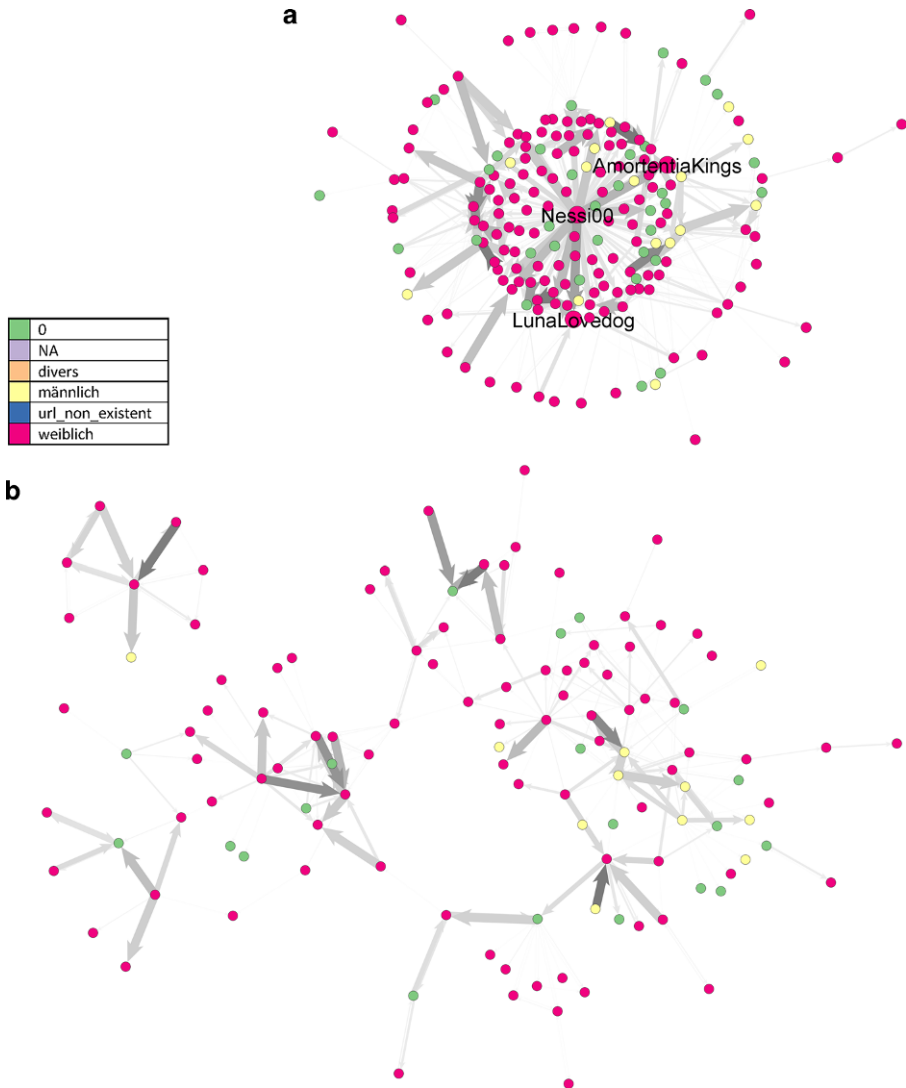 a
AmortentiaKings
Nessi00
LunaLovedog
0
NA
divers
männlich
url_non_existent
weiblich
b